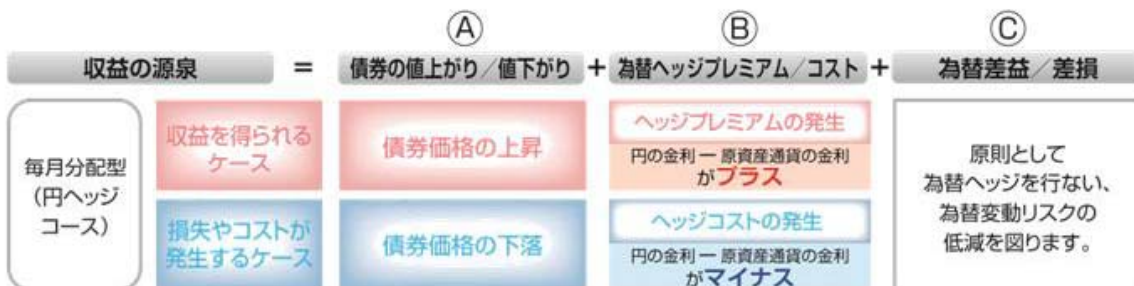 Ⓐ Ⓑ Ⓒ
収益の源泉 = 債券の値上がり/値下がり + 為替ヘッジプレミアム/コスト + 為替差益/差損
毎月分配型
(円ヘッジ
コース)
収益を得られる
ケース
債券価格の上昇
ヘッジプレミアムの発生
円の金利ー原資産通貨の金利
がプラス
損失やコストが
発生するケース
債券価格の下落
ヘッジコストの発生
円の金利ー原資産通貨の金利
がマイナス
原則として
為替ヘッジを行ない、
為替変動リスクの
低減を図ります。